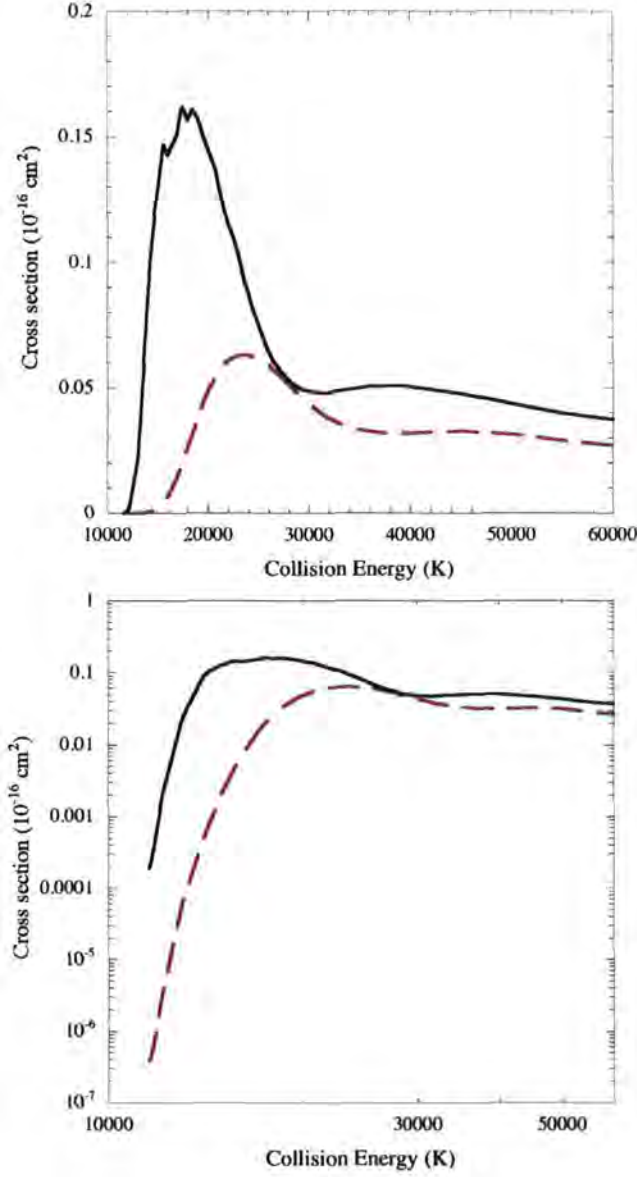 0.2
0.15
0.1
0.05
0
10000 20000 30000 40000 50000 60000
Cross section (10⁻¹⁶ cm²)
Collision Energy (K)
1
0.1
0.01
0.001
0.0001
10⁻⁵
10⁻⁶
10⁻⁷
10000 30000 50000
Cross section (10⁻¹⁶ cm²)
Collision Energy (K)